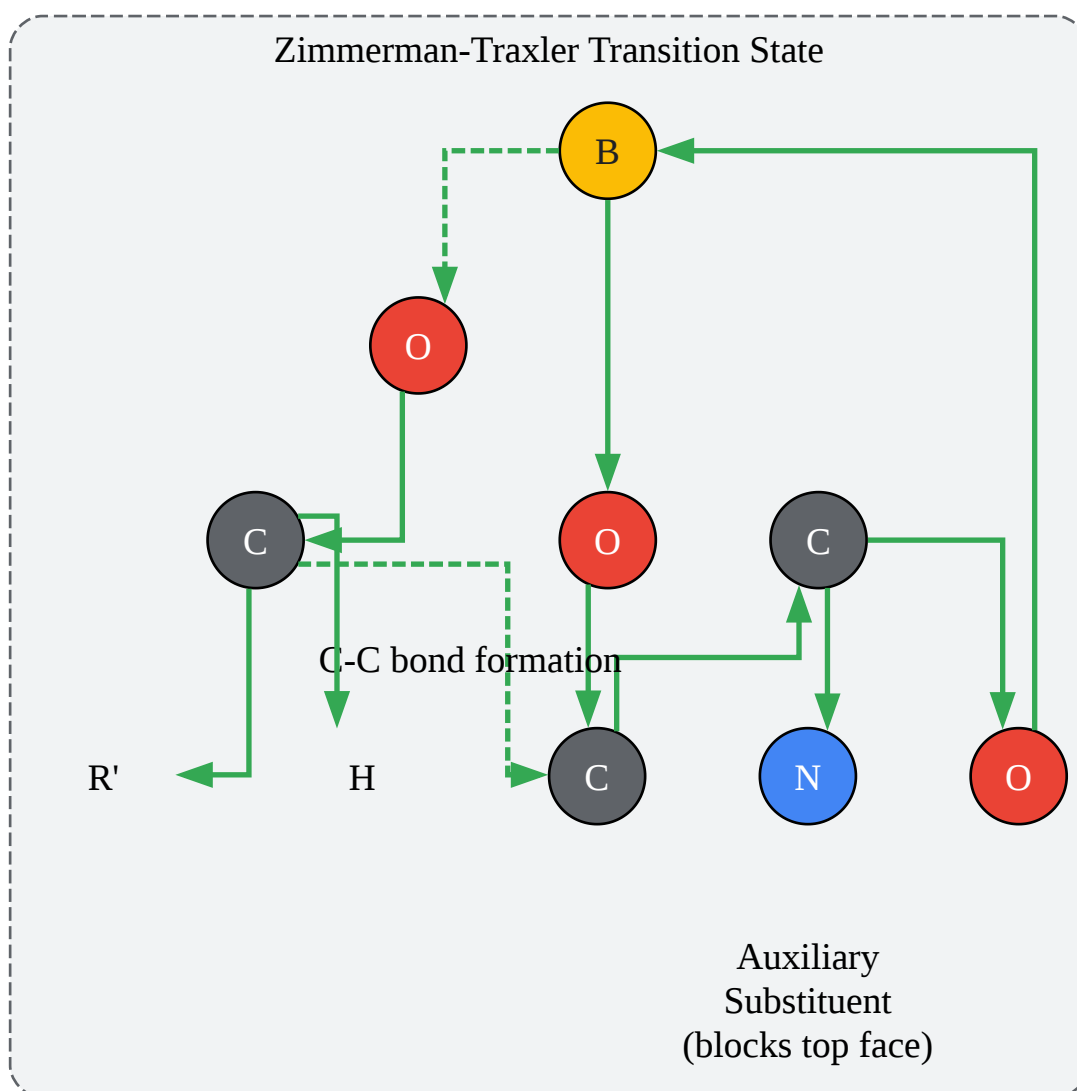 Zimmerman-Traxler Transition State
B
O
C
O
C
C-C bond formation
R'
H
C
N
O
Auxiliary
Substituent
(blocks top face)